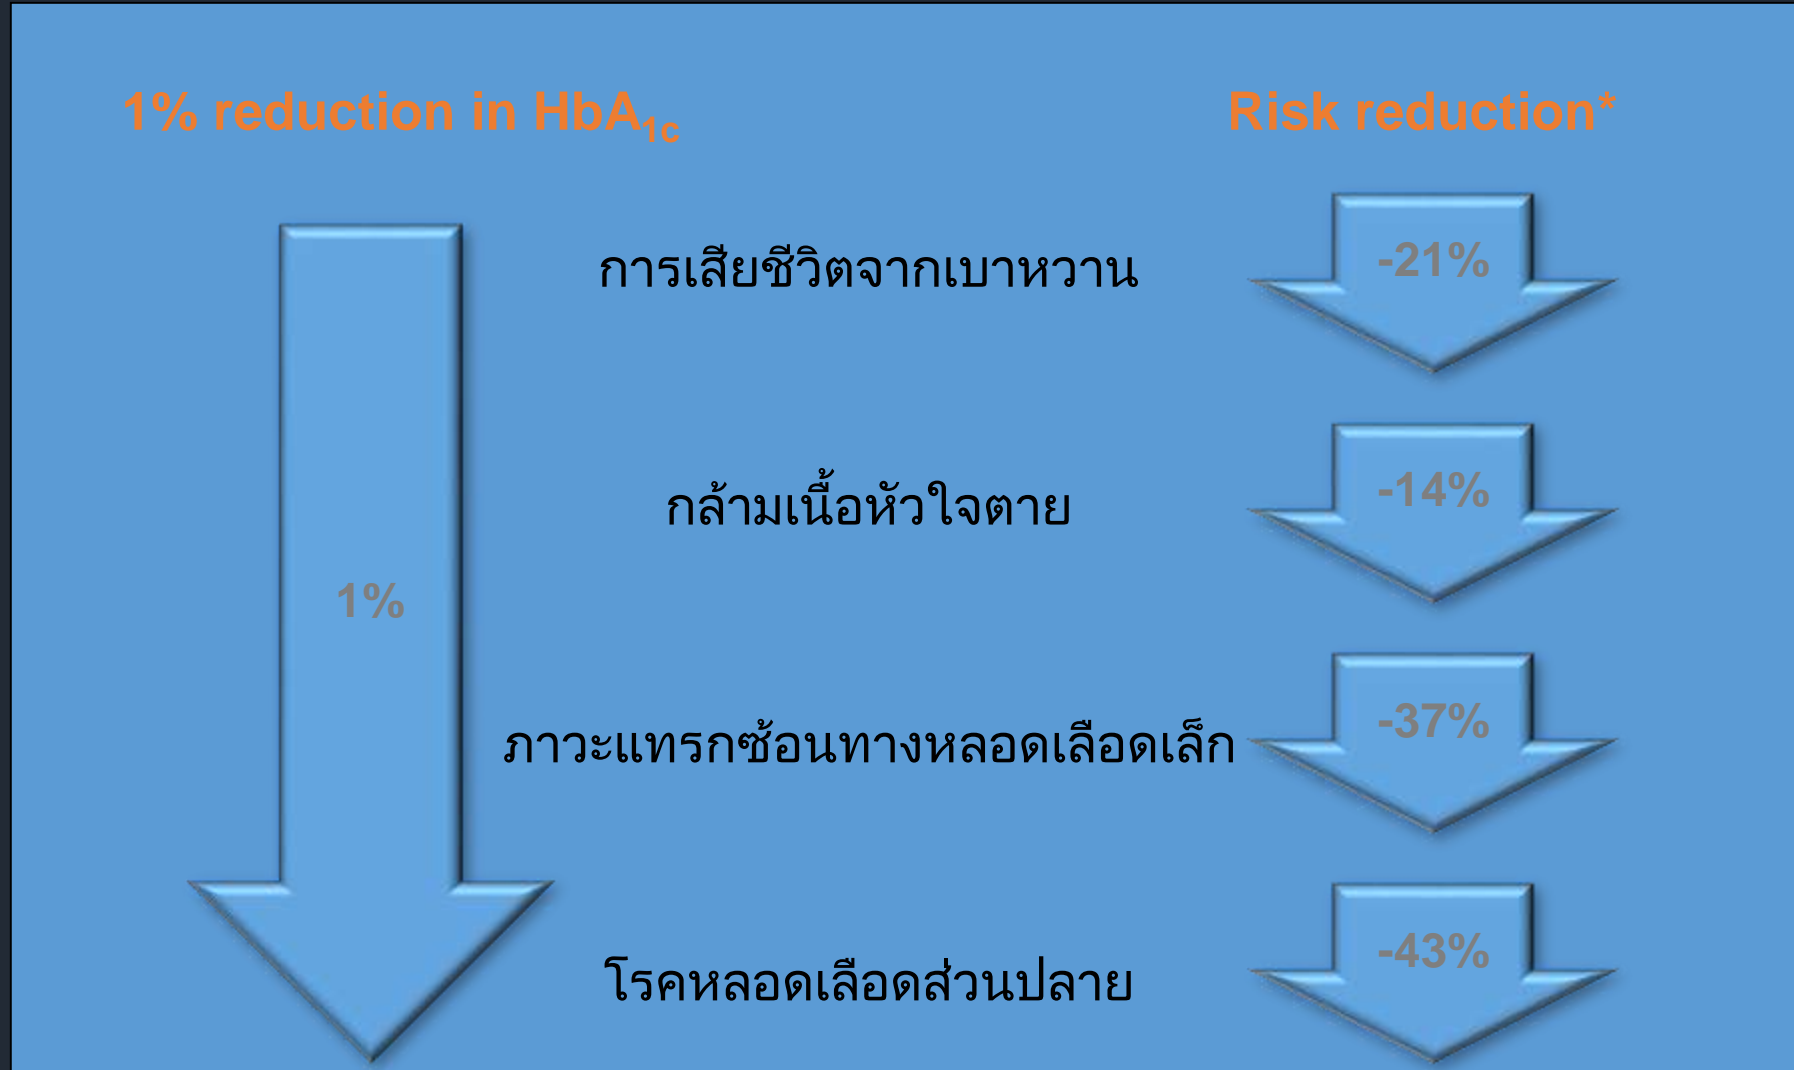 1% reduction in HbA1c
Risk reduction*
การเสียชีวิตจากเบาหวาน
-21%
กล้ามเนื้อหัวใจตาย
-14%
1%
ภาวะแทรกซ้อนทางหลอดเลือดเล็ก
-37%
โรคหลอดเลือดส่วนปลาย
-43%